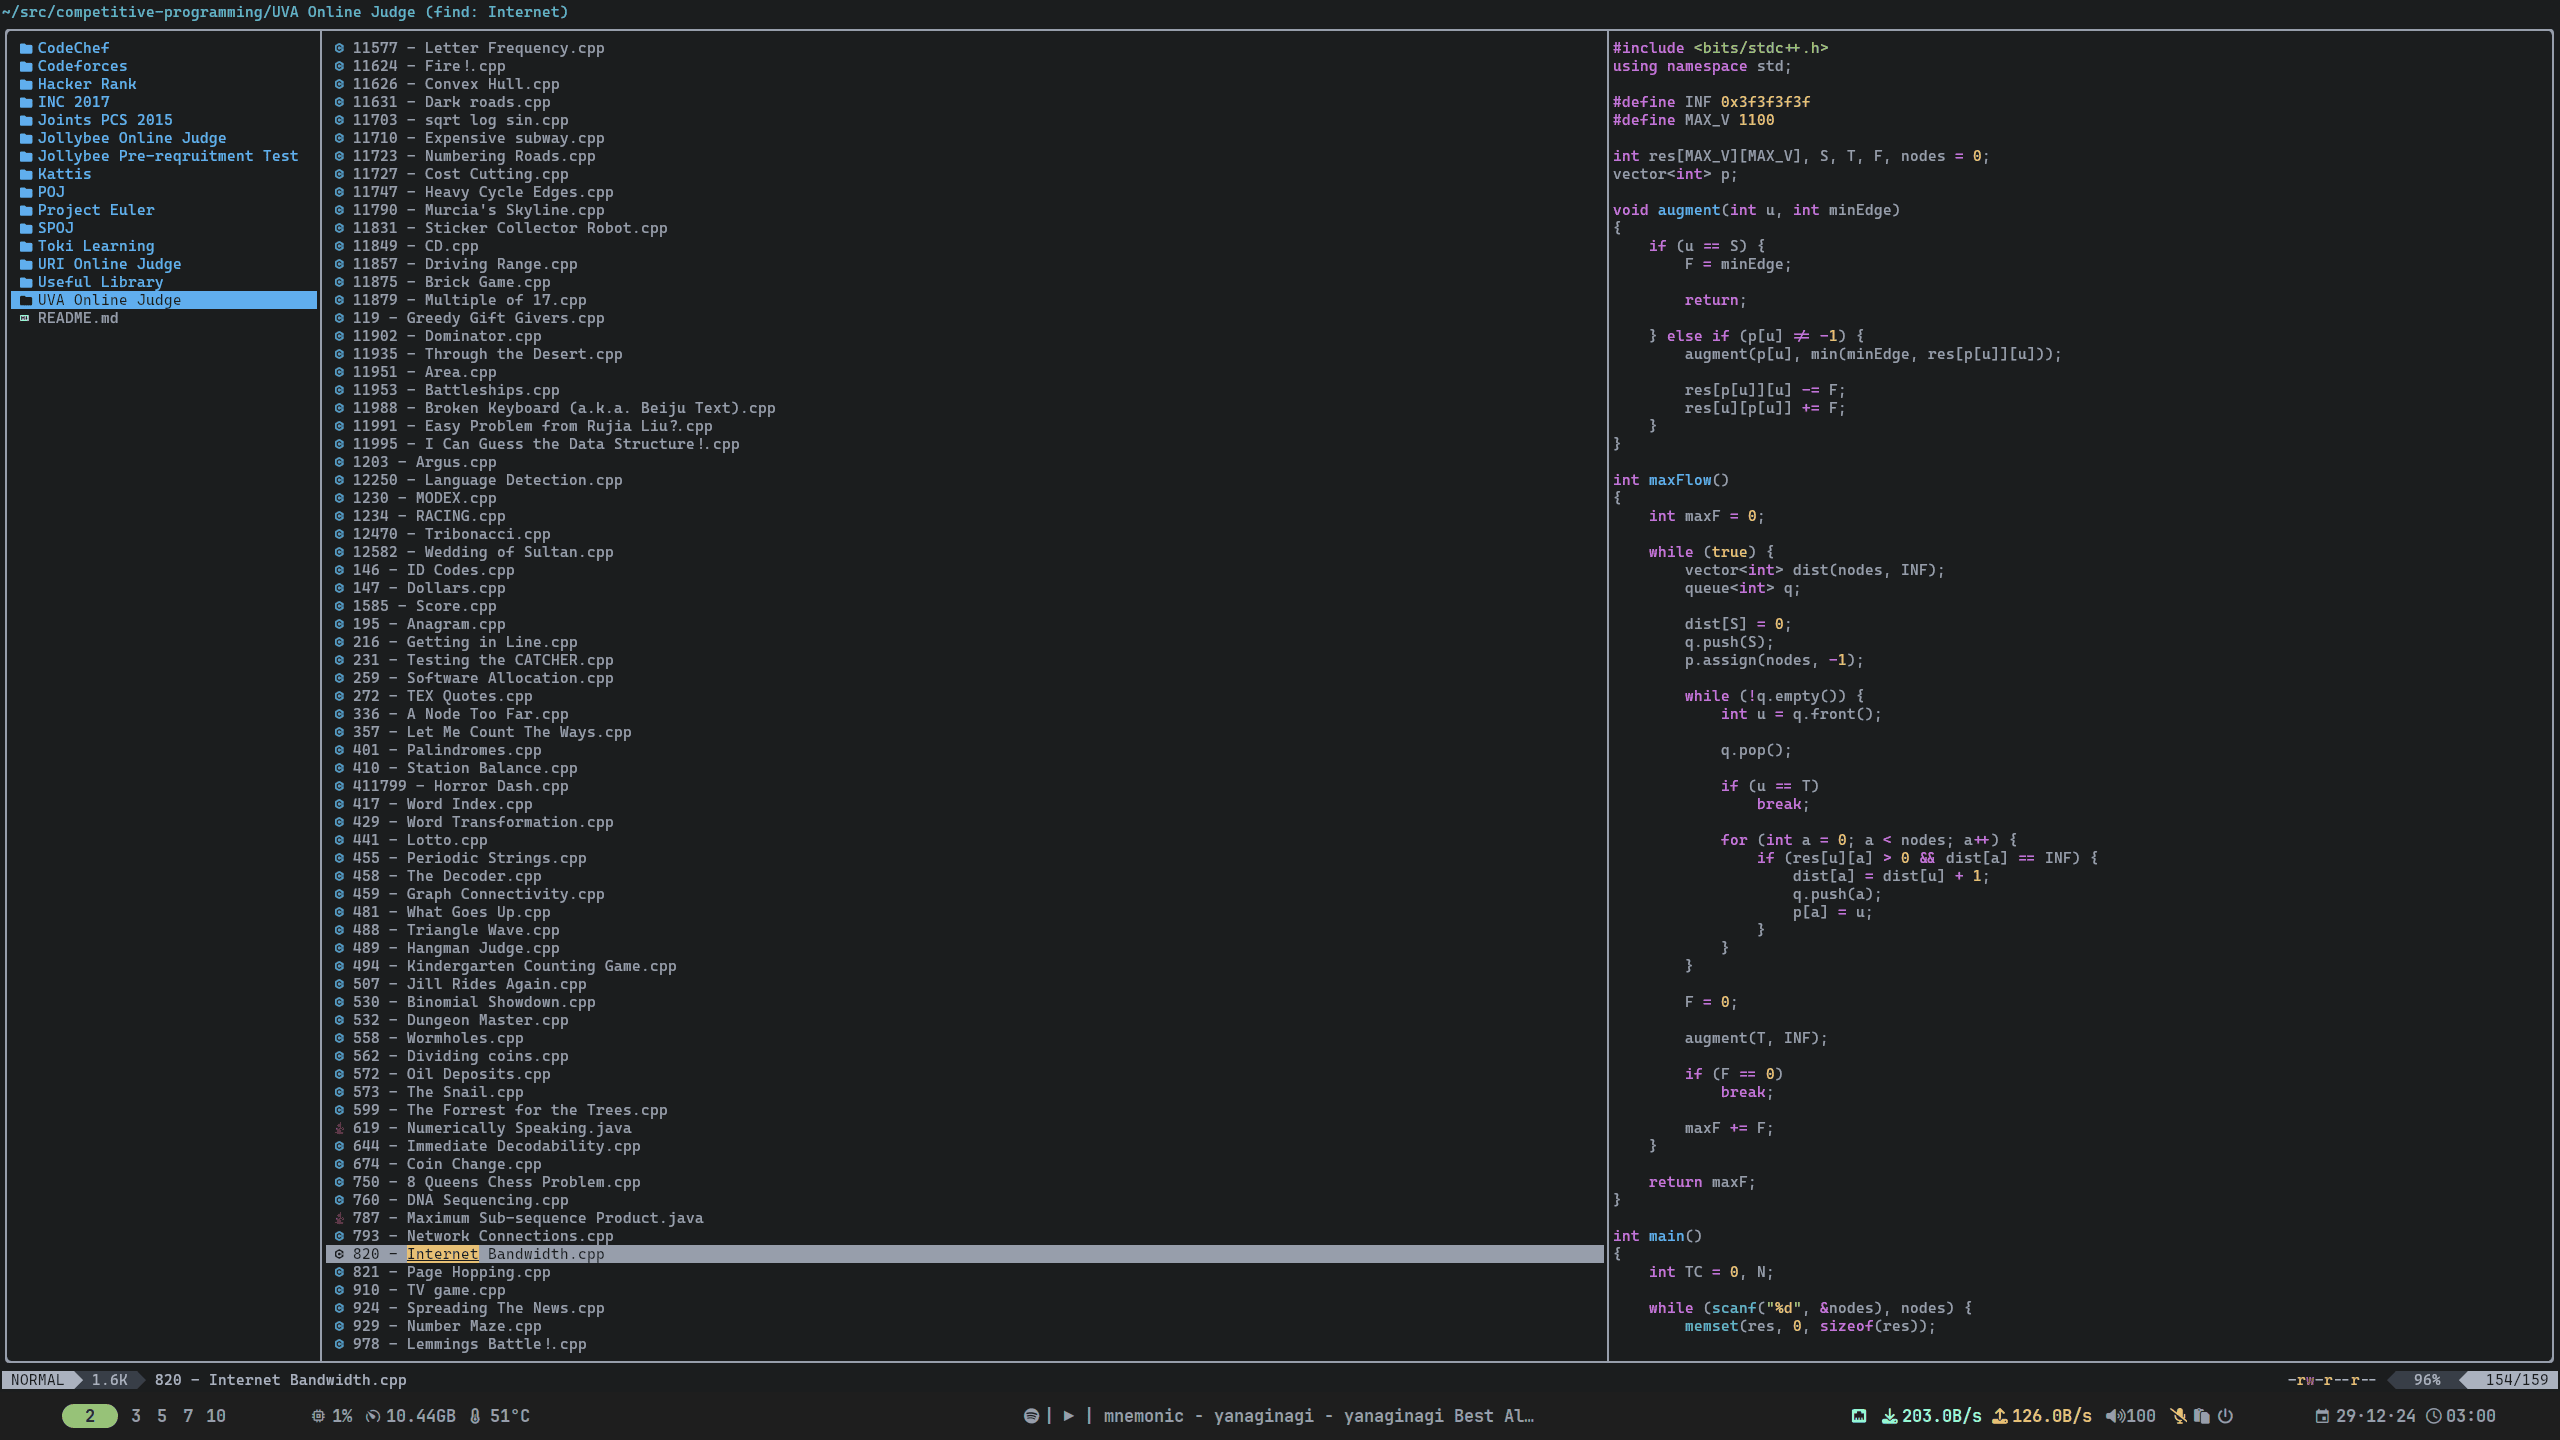 ~/src/competitive-programming/UVA Online Judge (find: Internet)
CodeChef
Codeforces
Hacker Rank
INC 2017
Joints PCS 2015
Jollybee Online Judge
Jollybee Pre-reqruitment Test
Kattis
POJ
Project Euler
SPOJ
Toki Learning
URI Online Judge
Useful Library
UVA Online Judge
README.md
11577 - Letter Frequency.cpp
11624 - Fire!.cpp
11626 - Convex Hull.cpp
11631 - Dark roads.cpp
11703 - sqrt log sin.cpp
11710 - Expensive subway.cpp
11723 - Numbering Roads.cpp
11727 - Cost Cutting.cpp
11747 - Heavy Cycle Edges.cpp
11790 - Murcia's Skyline.cpp
11831 - Sticker Collector Robot.cpp
11849 - CD.cpp
11857 - Driving Range.cpp
11875 - Brick Game.cpp
11879 - Multiple of 17.cpp
119 - Greedy Gift Givers.cpp
11902 - Dominator.cpp
11935 - Through the Desert.cpp
11951 - Area.cpp
11953 - Battleships.cpp
11988 - Broken Keyboard (a.k.a. Beiju Text).cpp
11991 - Easy Problem from Rujia Liu?.cpp
11995 - I Can Guess the Data Structure!.cpp
1203 - Argus.cpp
12250 - Language Detection.cpp
1230 - MODEX.cpp
1234 - RACING.cpp
12470 - Tribonacci.cpp
12582 - Wedding of Sultan.cpp
146 - ID Codes.cpp
147 - Dollars.cpp
1585 - Score.cpp
195 - Anagram.cpp
216 - Getting in Line.cpp
231 - Testing the CATCHER.cpp
259 - Software Allocation.cpp
272 - TEX Quotes.cpp
336 - A Node Too Far.cpp
357 - Let Me Count The Ways.cpp
401 - Palindromes.cpp
410 - Station Balance.cpp
411799 - Horror Dash.cpp
417 - Word Index.cpp
429 - Word Transformation.cpp
441 - Lotto.cpp
455 - Periodic Strings.cpp
458 - The Decoder.cpp
459 - Graph Connectivity.cpp
481 - What Goes Up.cpp
488 - Triangle Wave.cpp
489 - Hangman Judge.cpp
494 - Kindergarten Counting Game.cpp
507 - Jill Rides Again.cpp
530 - Binomial Showdown.cpp
532 - Dungeon Master.cpp
558 - Wormholes.cpp
562 - Dividing coins.cpp
572 - Oil Deposits.cpp
573 - The Snail.cpp
599 - The Forrest for the Trees.cpp
619 - Numerically Speaking.java
644 - Immediate Decodability.cpp
674 - Coin Change.cpp
750 - 8 Queens Chess Problem.cpp
760 - DNA Sequencing.cpp
787 - Maximum Sub-sequence Product.java
793 - Network Connections.cpp
820 - Internet Bandwidth.cpp
821 - Page Hopping.cpp
910 - TV game.cpp
924 - Spreading The News.cpp
929 - Number Maze.cpp
978 - Lemmings Battle!.cpp
#include <bits/stdc++.h>
using namespace std;
#define INF 0x3f3f3f3f
#define MAX_V 1100
int res[MAX_V][MAX_V], S, T, F, nodes = 0;
vector<int> p;
void augment(int u, int minEdge)
{
if (u == S) {
F = minEdge;
return;
} else if (p[u] != -1) {
augment(p[u], min(minEdge, res[p[u]][u]));
res[p[u]][u] -= F;
res[u][p[u]] += F;
}
}
int maxFlow()
{
int maxF = 0;
while (true) {
vector<int> dist(nodes, INF);
queue<int> q;
dist[S] = 0;
q.push(S);
p.assign(nodes, -1);
while (!q.empty()) {
int u = q.front();
q.pop();
if (u == T)
break;
for (int a = 0; a < nodes; a++) {
if (res[u][a] > 0 && dist[a] == INF) {
dist[a] = dist[u] + 1;
q.push(a);
p[a] = u;
}
}
}
F = 0;
augment(T, INF);
if (F == 0)
break;
maxF += F;
}
return maxF;
}
int main()
{
int TC = 0, N;
while (scanf("%d", &nodes), nodes) {
memset(res, 0, sizeof(res));
NORMAL 1.6K 820 - Internet Bandwidth.cpp -rw-r--r-- 96% 154/159
2 3 5 7 10 1% 10.44GB 51°C | ▶ | mnemonic - yanaginagi - yanaginagi Best Al… 203.0B/s 126.0B/s 100 29·12·24 03:00